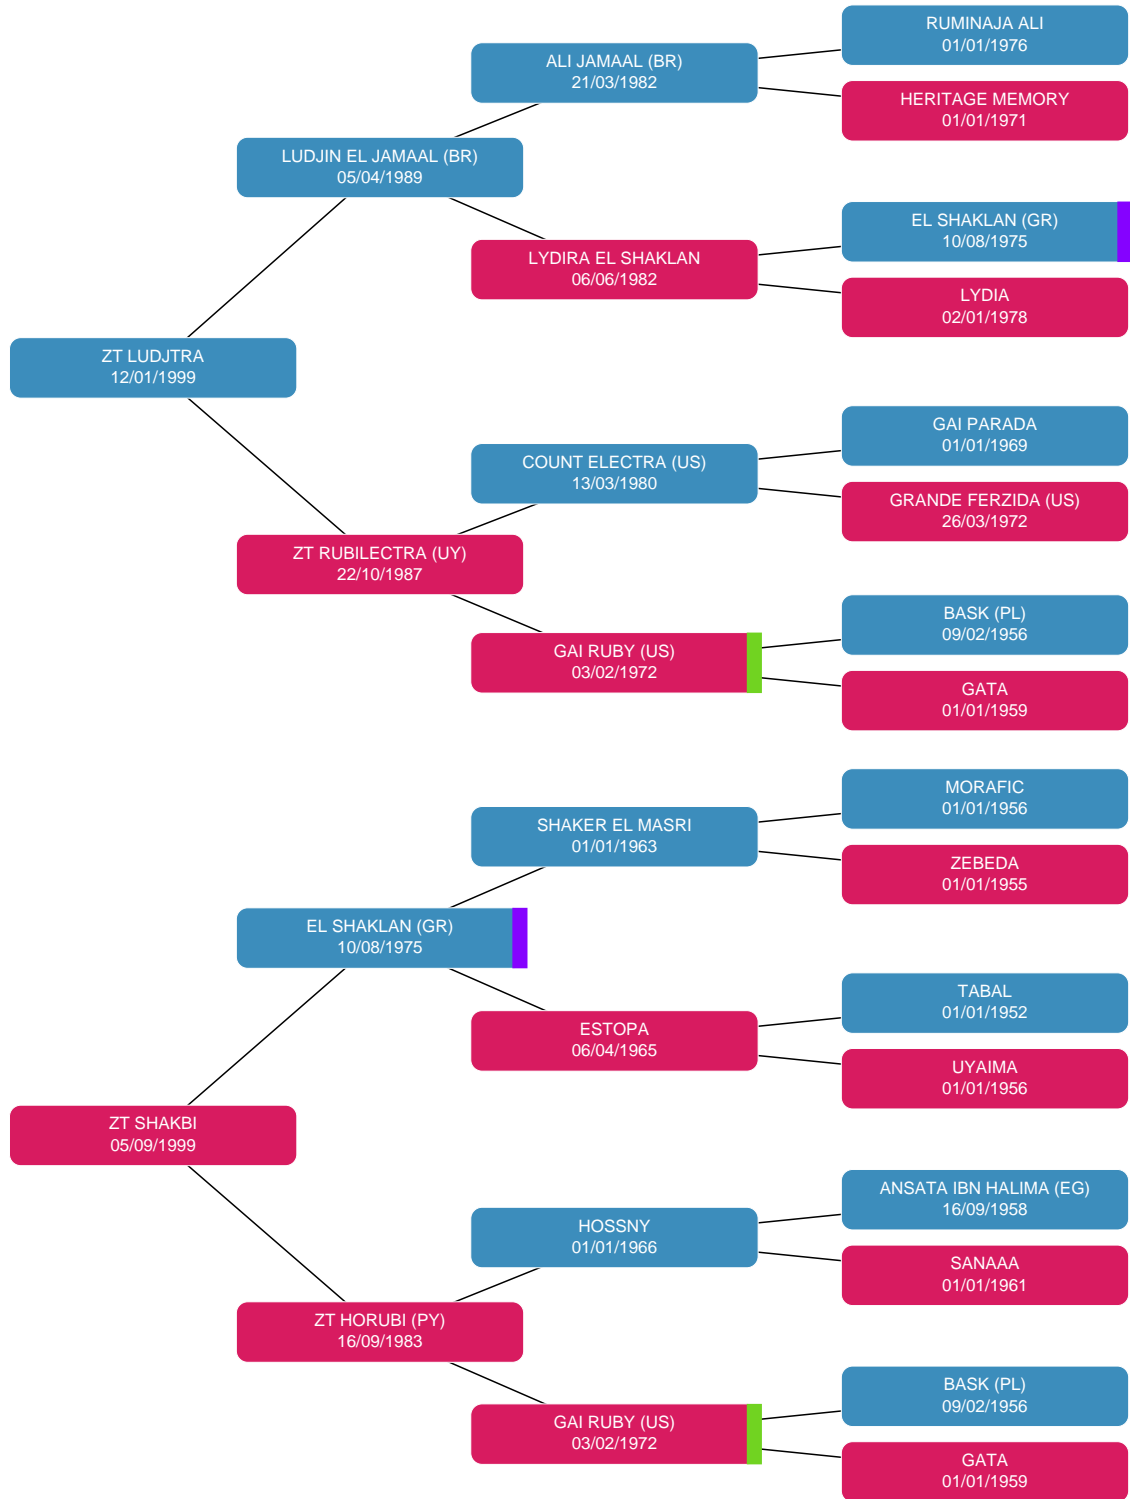 RUMINAJA ALI
01/01/1976
ALI JAMAAL (BR)
21/03/1982
HERITAGE MEMORY
01/01/1971
LUDJIN EL JAMAAL (BR)
05/04/1989
EL SHAKLAN (GR)
10/08/1975
LYDIRA EL SHAKLAN
06/06/1982
LYDIA
02/01/1978
ZT LUDJTRA
12/01/1999
GAI PARADA
01/01/1969
COUNT ELECTRA (US)
13/03/1980
GRANDE FERZIDA (US)
26/03/1972
ZT RUBILECTRA (UY)
22/10/1987
BASK (PL)
09/02/1956
GAI RUBY (US)
03/02/1972
GATA
01/01/1959
MORAFIC
01/01/1956
SHAKER EL MASRI
01/01/1963
ZEBEDA
01/01/1955
EL SHAKLAN (GR)
10/08/1975
TABAL
01/01/1952
ESTOPA
06/04/1965
UYAIMA
01/01/1956
ZT SHAKBI
05/09/1999
ANSATA IBN HALIMA (EG)
16/09/1958
HOSSNY
01/01/1966
SANAAA
01/01/1961
ZT HORUBI (PY)
16/09/1983
BASK (PL)
09/02/1956
GAI RUBY (US)
03/02/1972
GATA
01/01/1959